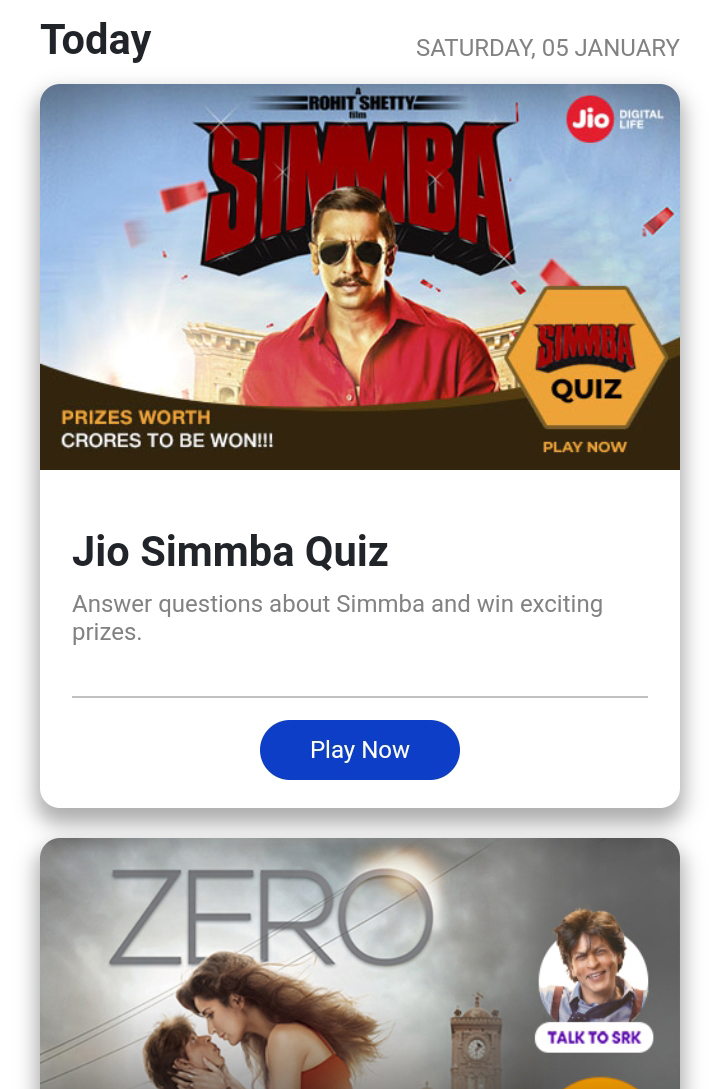 Today
SATURDAY, 05 JANUARY
A
ROHIT SHETTY
film
SIMMBA
Jio DIGITAL
LIFE
SIMMBA
QUIZ
PLAY NOW
PRIZES WORTH
CRORES TO BE WON!!!
Jio Simmba Quiz
Answer questions about Simmba and win exciting
prizes.
Play Now
ZERO
TALK TO SRK